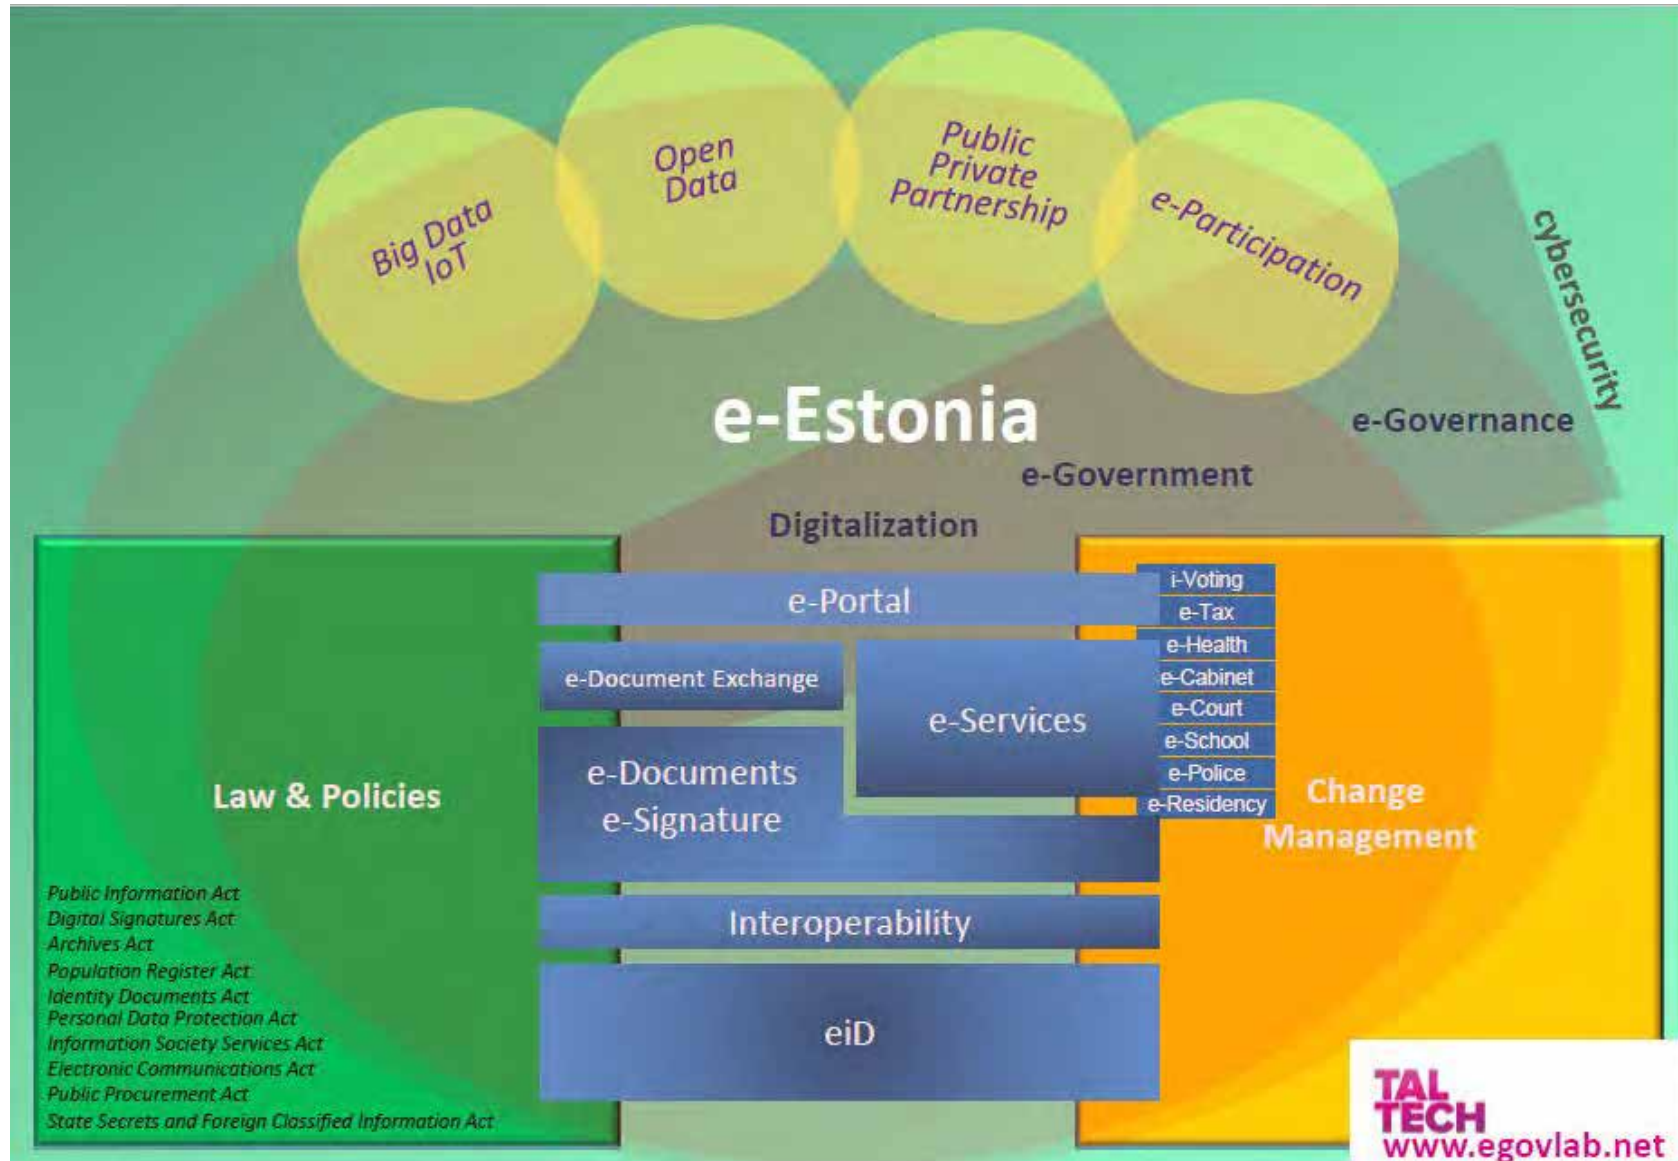 Big Data
IoT
Open
Data
Public
Private
Partnership
e-Participation
cybersecurity
e-Estonia
e-Governance
e-Government
Digitalization
e-Portal
e-Document Exchange
e-Services
e-Documents
e-Signature
Interoperability
eiD
i-Voting
e-Tax
e-Health
e-Cabinet
e-Court
e-School
e-Police
e-Residency
Law & Policies
Public Information Act
Digital Signatures Act
Archives Act
Population Register Act
Identity Documents Act
Personal Data Protection Act
Information Society Services Act
Electronic Communications Act
Public Procurement Act
State Secrets and Foreign Classified Information Act
Change
Management
TAL
TECH
www.egovlab.net